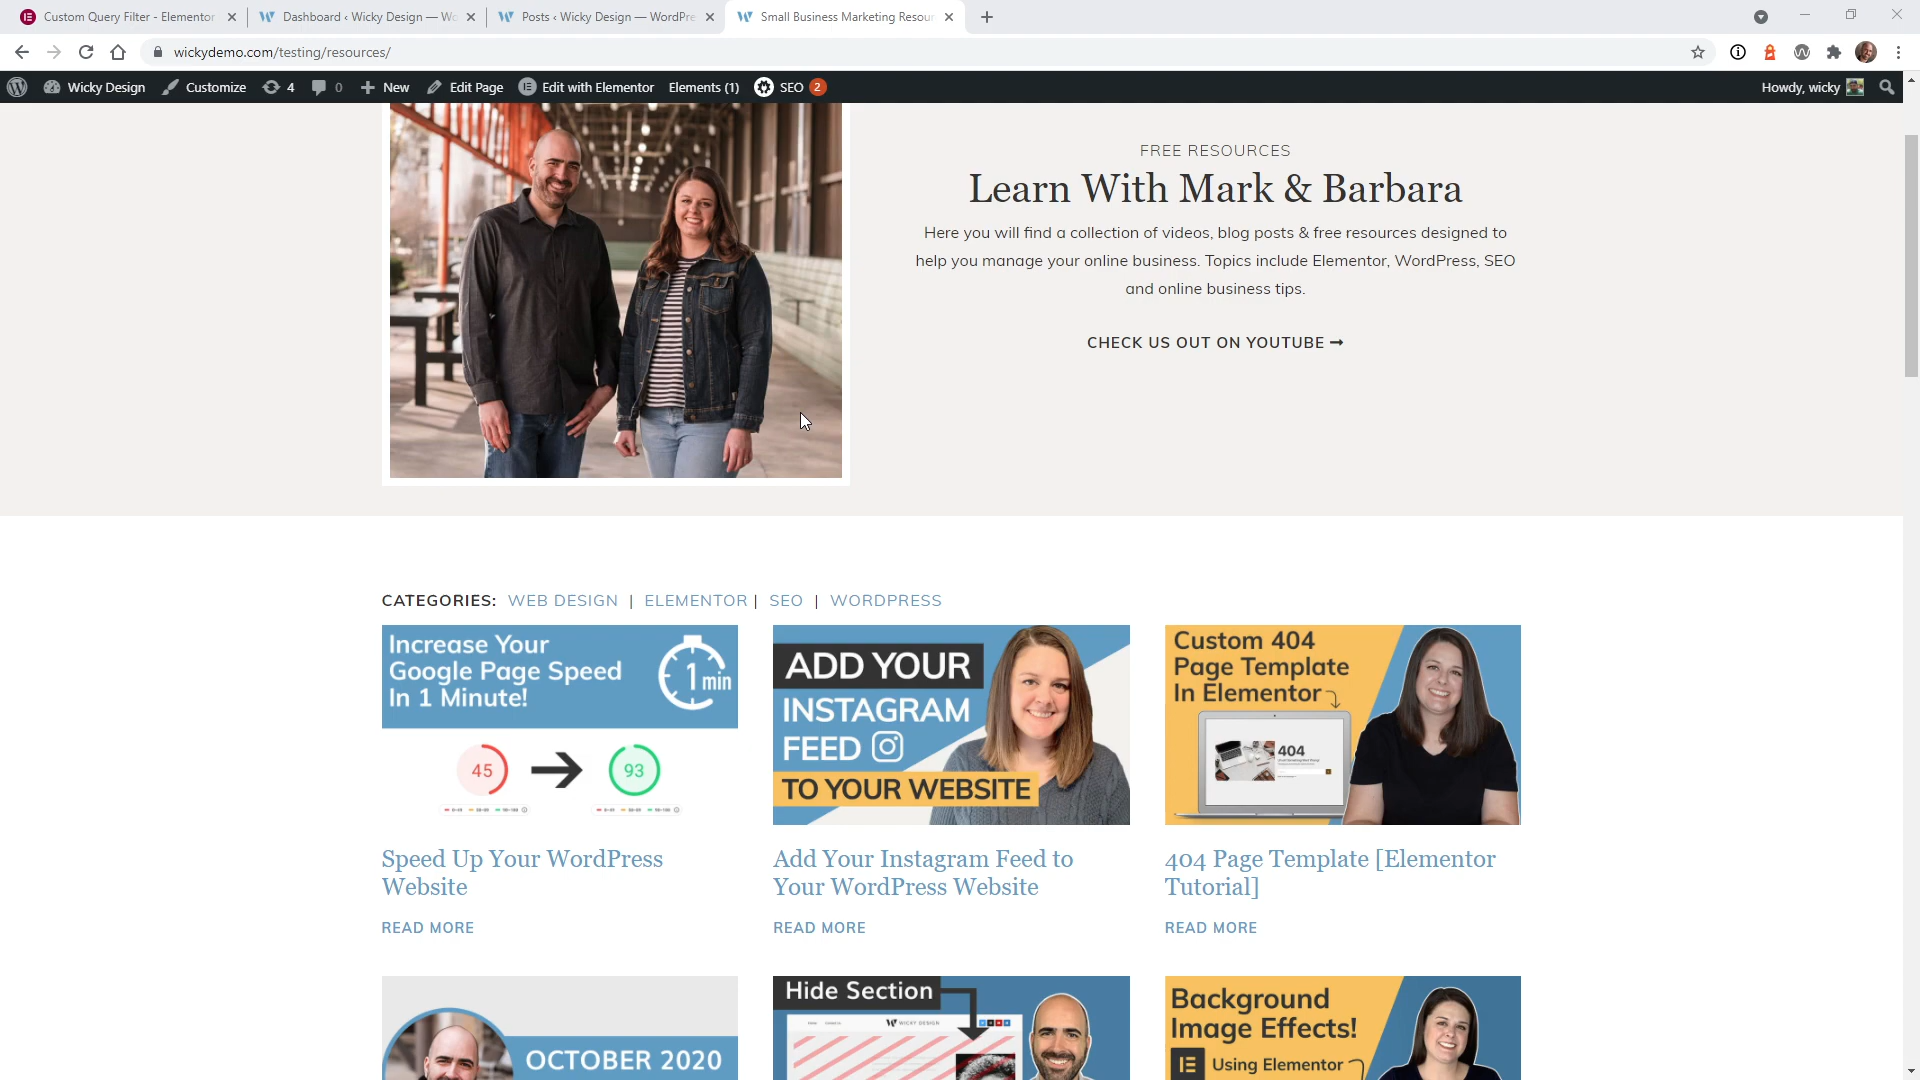 Custom Query Filter - Elementor
Dashboard ‹ Wicky Design — Wo
Posts ‹ Wicky Design — WordPre
Small Business Marketing Resour
wickydemo.com/testing/resources/
Wicky Design
Customize
4
0
New
Edit Page
Edit with Elementor
Elements (1)
SEO 2
Howdy, wicky
FREE RESOURCES
Learn With Mark & Barbara
Here you will find a collection of videos, blog posts & free resources designed to
help you manage your online business. Topics include Elementor, WordPress, SEO
and online business tips.
CHECK US OUT ON YOUTUBE ➞
CATEGORIES: WEB DESIGN | ELEMENTOR | SEO | WORDPRESS
Increase Your
Google Page Speed
In 1 Minute!
1 min
45
93
ADD YOUR
INSTAGRAM
FEED
TO YOUR WEBSITE
Custom 404
Page Template
In Elementor
404
Speed Up Your WordPress
Website
READ MORE
Add Your Instagram Feed to
Your WordPress Website
READ MORE
404 Page Template [Elementor
Tutorial]
READ MORE
OCTOBER 2020
Hide Section
WICKY DESIGN
Background
Image Effects!
Using Elementor